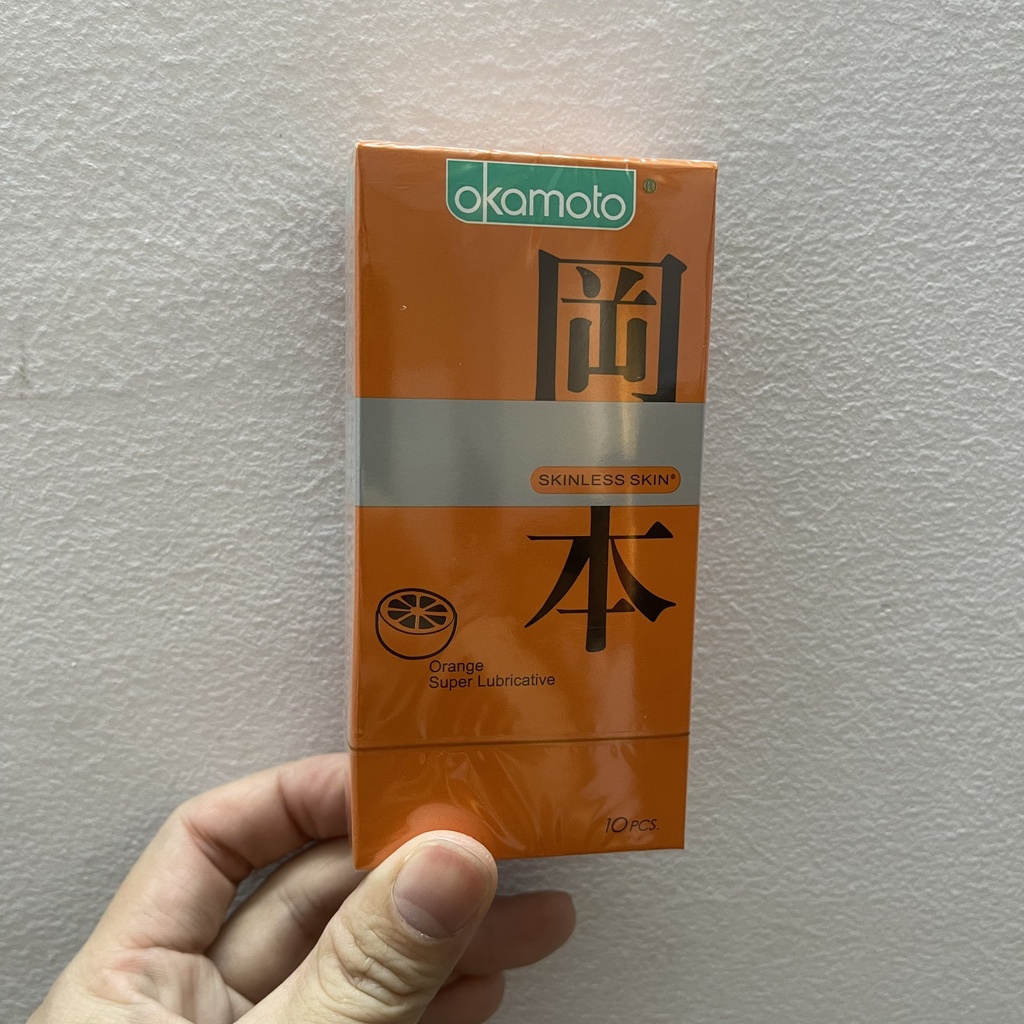 okamoto®
岡
SKINLESS SKIN®
本
Orange
Super Lubricative
10 PCS.